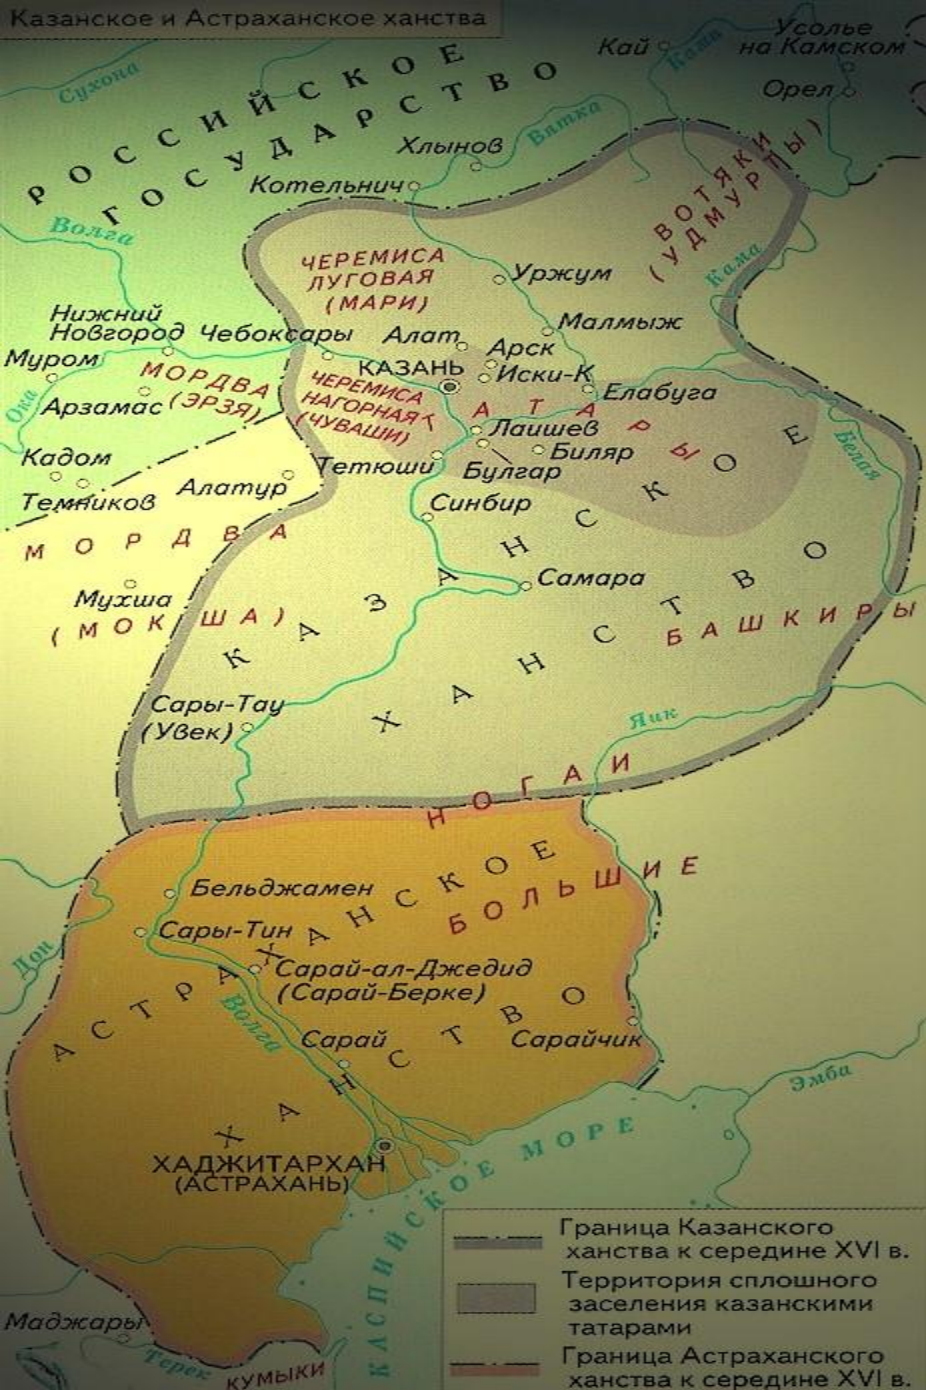 Казанское и Астраханское ханства
Усолье
на Камском
Кай
Кама
Орел
Сухона
РОССИЙСКОЕ
ГОСУДАРСТВО
Вятка
Хлынов
Котельнич
ВОТЯКИ
(УДМУРТЫ)
Волга
Кама
ЧЕРЕМИСА
ЛУГОВАЯ
(МАРИ)
Уржум
Нижний
Новгород
Чебоксары
Алат
Малмыж
Арск
Муром
КАЗАНЬ
Иски-К
МОРДВА
(ЭРЗЯ)
ЧЕРЕМИСА
НАГОРНАЯ
(ЧУВАШИ)
Елабуга
Ока
Арзамас
ТАТАРЫ
Лаишев
Биляр
Белая
Кадом
Тетюши
Булгар
Темников
Алатур
Синбир
МОРДВА
(МОКША)
Самара
Мухша
КАЗАНСКОЕ
ХАНСТВО
БАШКИРЫ
Сары-Тау
(Увек)
Яик
НОГАИ
БОЛЬШИЕ
Бельджамен
Сары-Тин
АСТРАХАНСКОЕ
ХАНСТВО
Дон
Сарай-ал-Джедид
(Сарай-Берке)
Волга
Сарай
Сарайчик
Эмба
ХАДЖИТАРХАН
(АСТРАХАНЬ)
КАСПИЙСКОЕ МОРЕ
Маджары
Терек
КУМЫКИ
Граница Казанского
ханства к середине XVI в.
Территория сплошного
заселения казанскими
татарами
Граница Астраханского
ханства к середине XVI в.